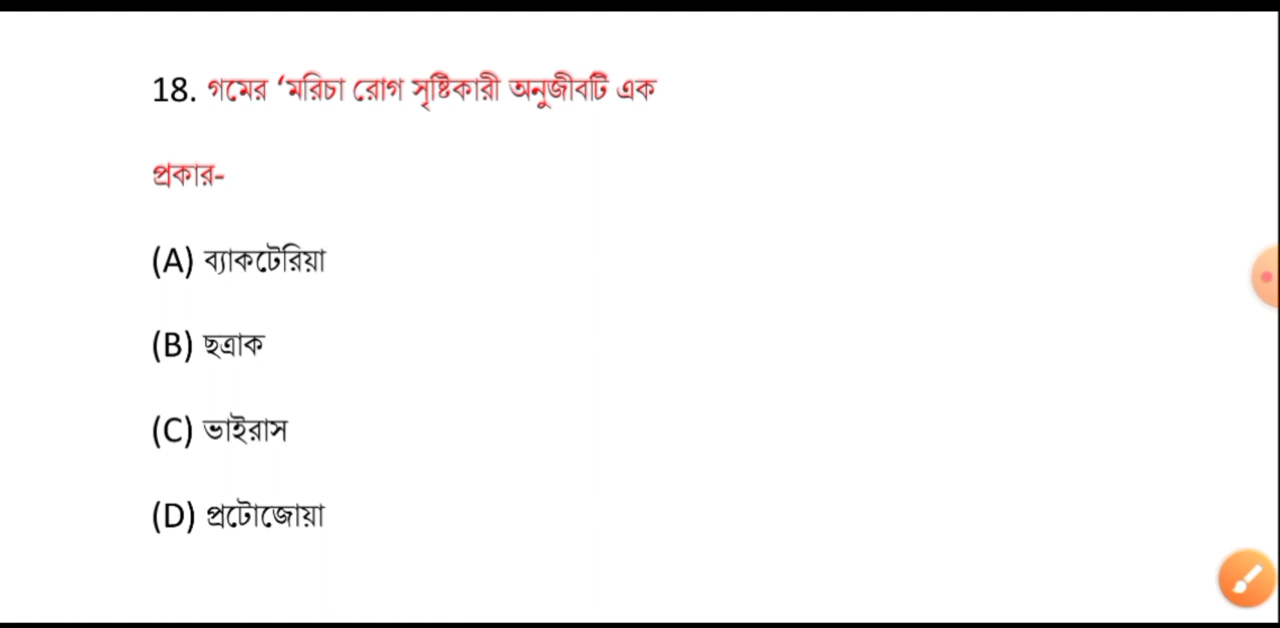 18. গমের ‘মরিচা রোগ সৃষ্টিকারী অনুজীবটি এক
প্রকার-
(A) ব্যাকটেরিয়া
(B) ছত্রাক
(C) ভাইরাস
(D) প্রটোজোয়া